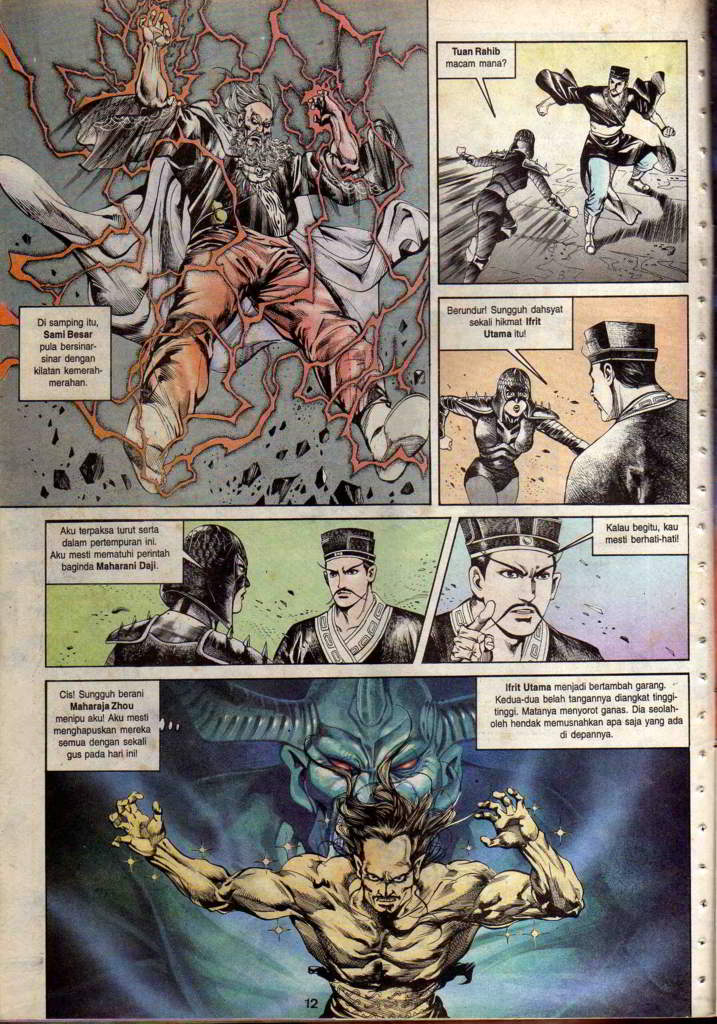 Di samping itu,
Sami Besar
pula bersinar-
sinar dengan
kilatan kemerah-
merahan.
Tuan Rahib
macam mana?
Berundur! Sungguh dahsyat
sekali hikmat Ifrit
Utama itu!
Aku terpaksa turut serta
dalam pertempuran ini.
Aku mesti mematuhi perintah
baginda Maharani Daji.
Kalau begitu, kau
mesti berhati-hati!
Cis! Sungguh berani
Maharaja Zhou
menipu aku! Aku mesti
menghapuskan mereka
semua dengan sekali
gus pada hari ini!
Ifrit Utama menjadi bertambah garang.
Kedua-dua belah tangannya diangkat tinggi-
tinggi. Matanya menyorot ganas. Dia seolah-
oleh hendak memusnahkan apa saja yang ada
di depannya.
12